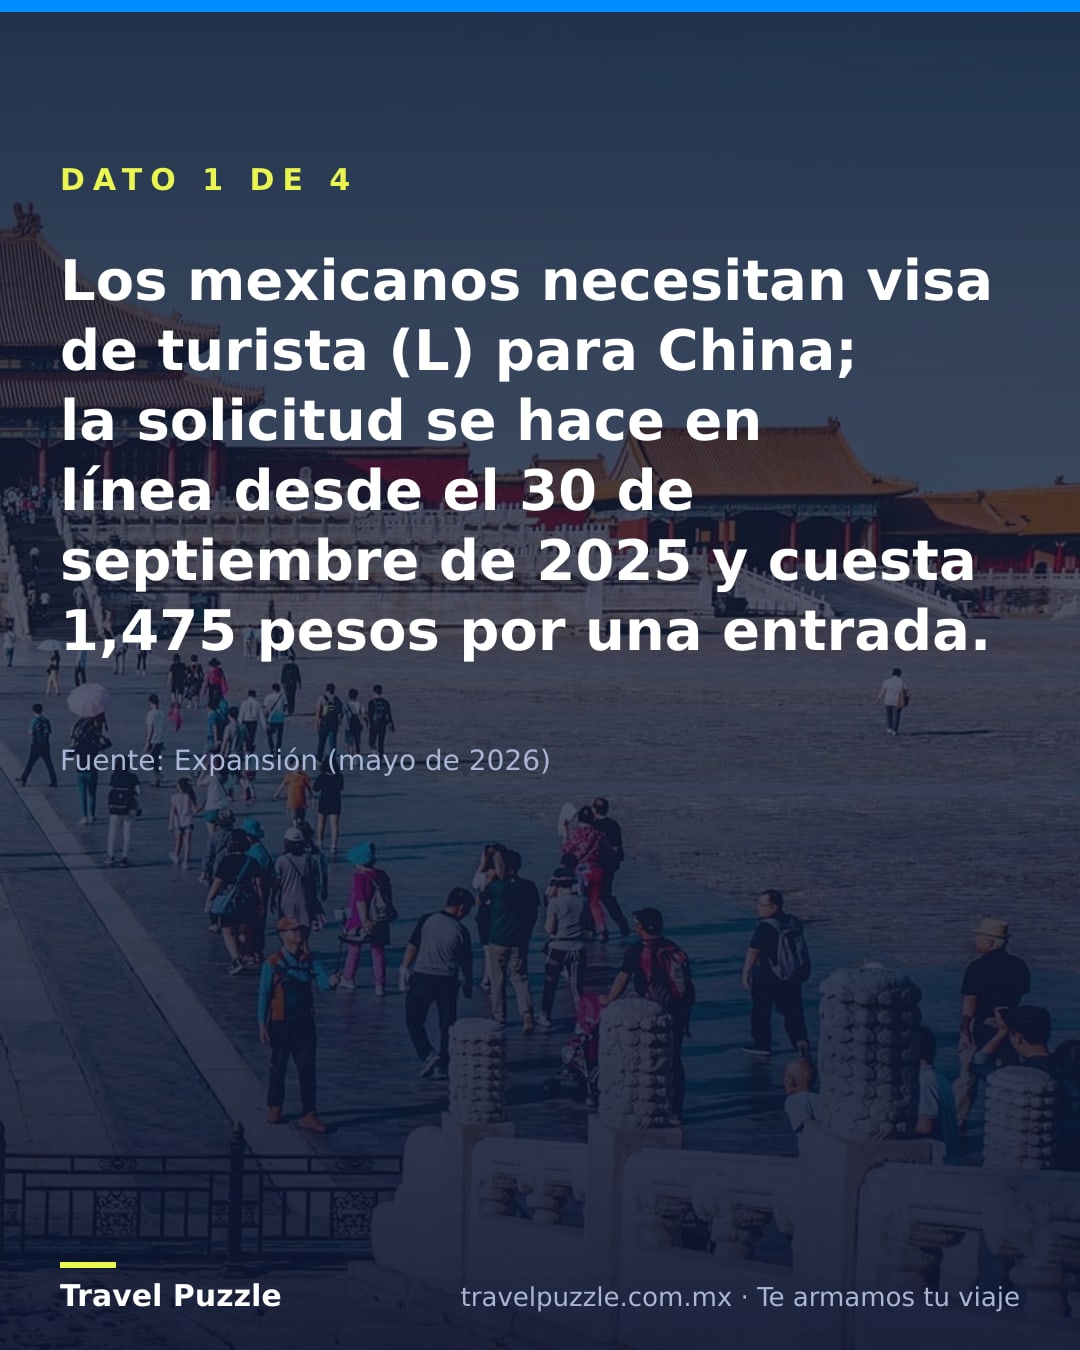 DATO 1 DE 4
Los mexicanos necesitan visa
de turista (L) para China;
la solicitud se hace en
línea desde el 30 de
septiembre de 2025 y cuesta
1,475 pesos por una entrada.
Fuente: Expansión (mayo de 2026)
Travel Puzzle
travelpuzzle.com.mx · Te armamos tu viaje